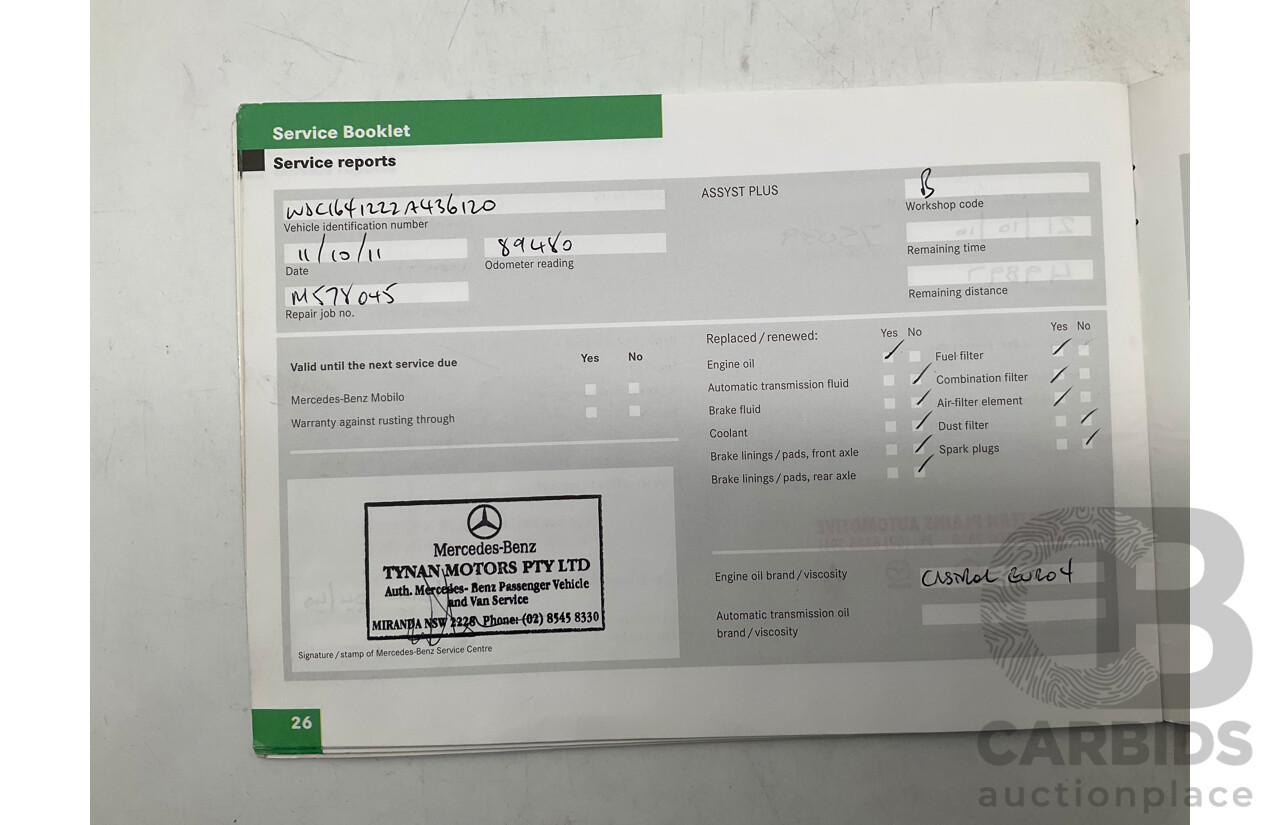 Service Booklet
Service reports
WDC1641222A436120
Vehicle identification number
11/10/11
Date
89480
Odometer reading
M578045
Repair job no.
ASSYST PLUS
B
Workshop code
Remaining time
Remaining distance
Valid until the next service due
Yes No
Mercedes-Benz Mobilo
Warranty against rusting through
Mercedes-Benz
TYNAN MOTORS PTY LTD
Auth. Mercedes- Benz Passenger Vehicle
and Van Service
MIRANDA NSW 2228 Phone: (02) 8545 8330
Signature/stamp of Mercedes-Benz Service Centre
Replaced/renewed:
Yes No
Engine oil
Automatic transmission fluid
Brake fluid
Coolant
Brake linings/pads, front axle
Brake linings/pads, rear axle
Yes No
Fuel filter
Combination filter
Air-filter element
Dust filter
Spark plugs
Engine oil brand/viscosity
CASTROL EURO 4
Automatic transmission oil
brand/viscosity
26
CARBIDS
auctionplace